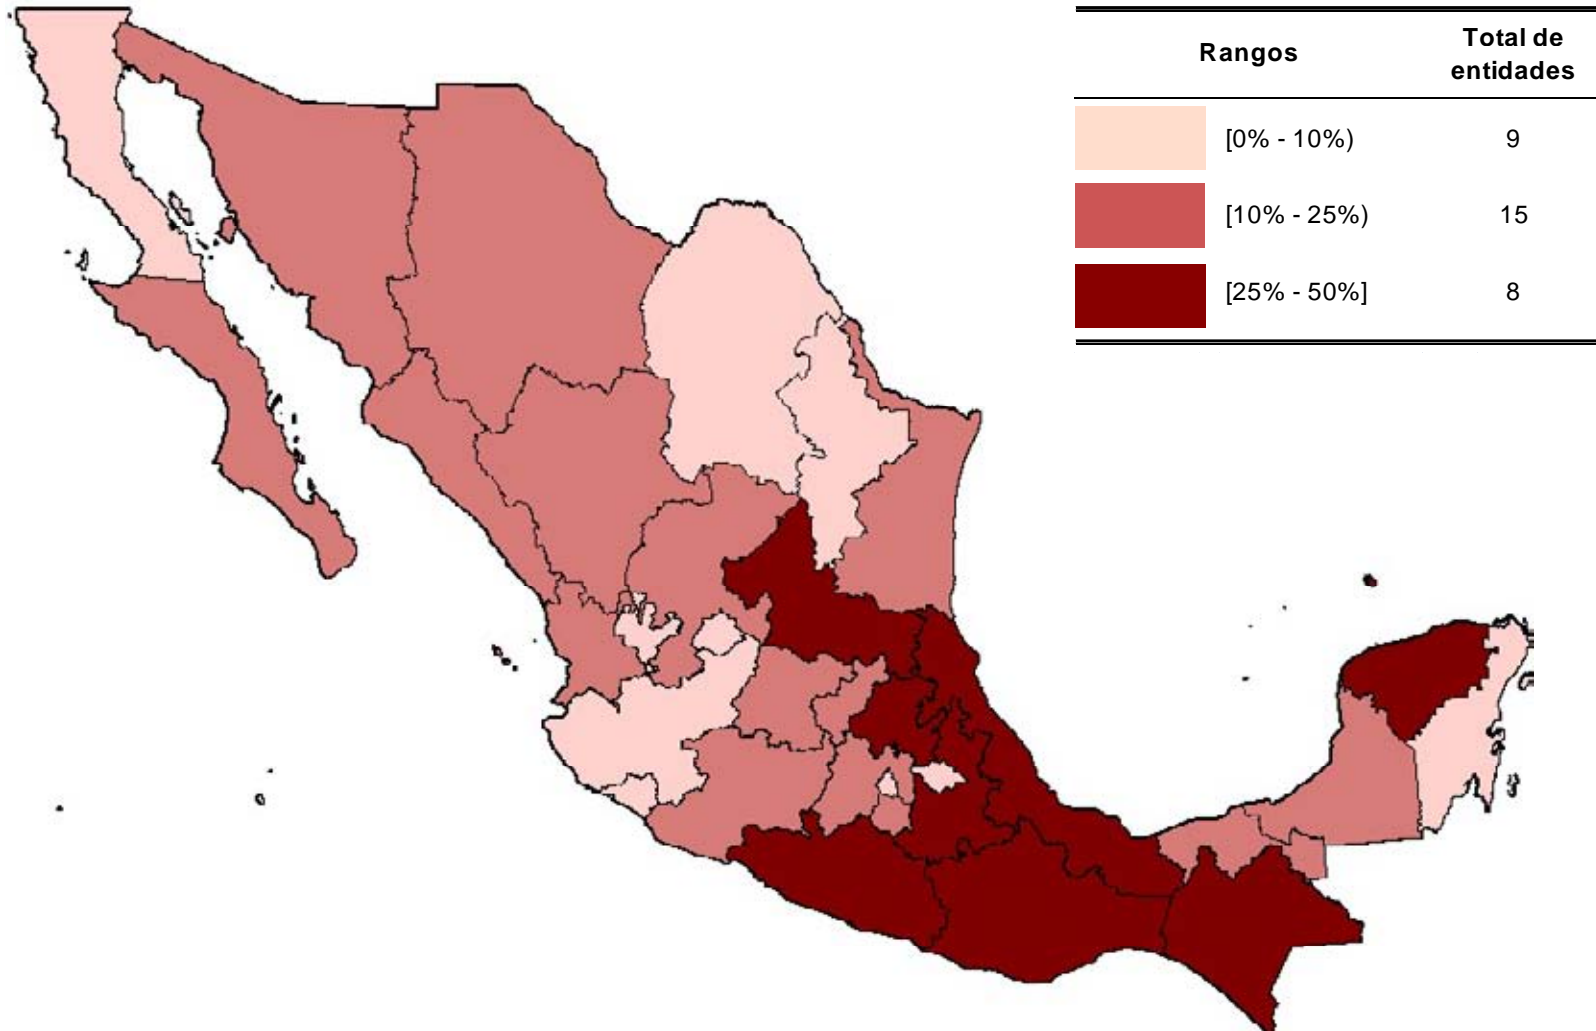 Rangos Total de
entidades
[0% - 10%) 9
[10% - 25%) 15
[25% - 50%] 8